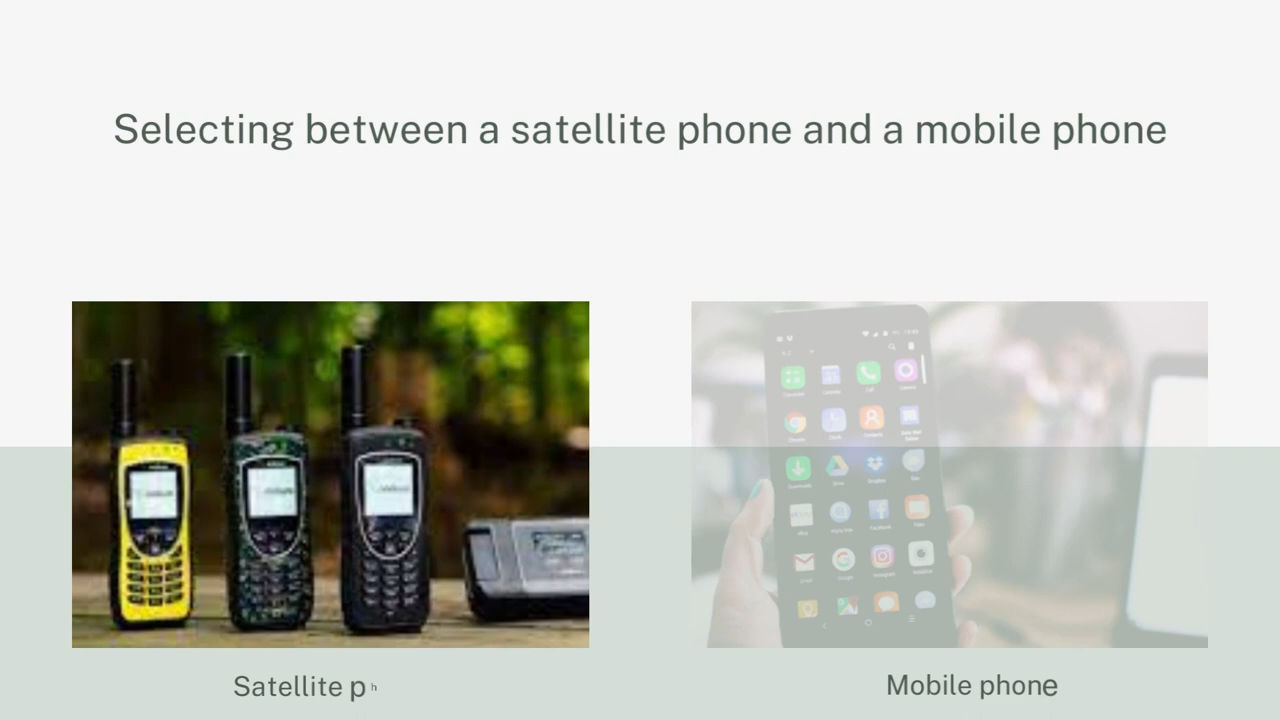 Selecting between a satellite phone and a mobile phone
Satellite p h
Mobile phone